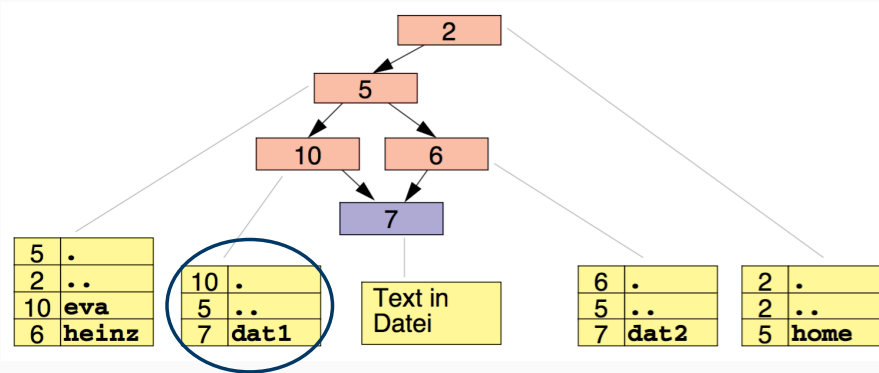 2
5
10
6
7
5 .
2 ..
10 eva
6 heinz
10 .
5 ..
7 dat1
Text in
Datei
6 .
5 ..
7 dat2
2 .
2 ..
5 home